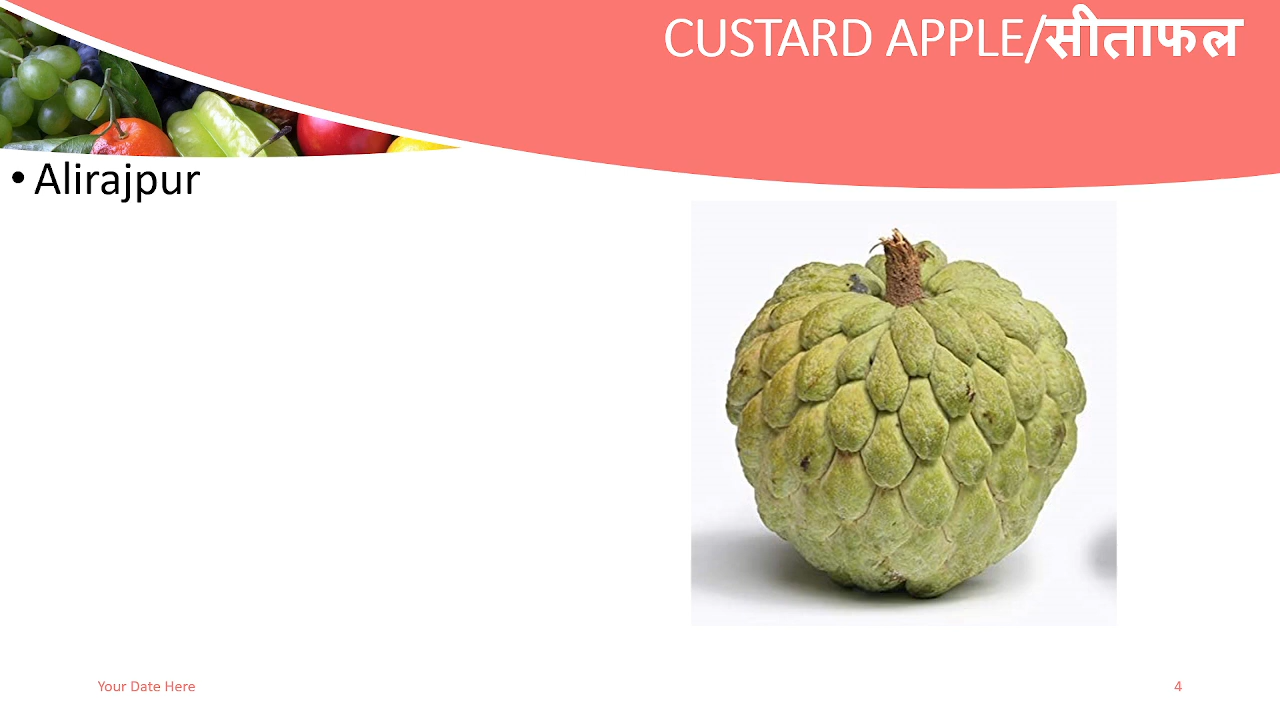 CUSTARD APPLE/सीताफल
• Alirajpur
Your Date Here
4